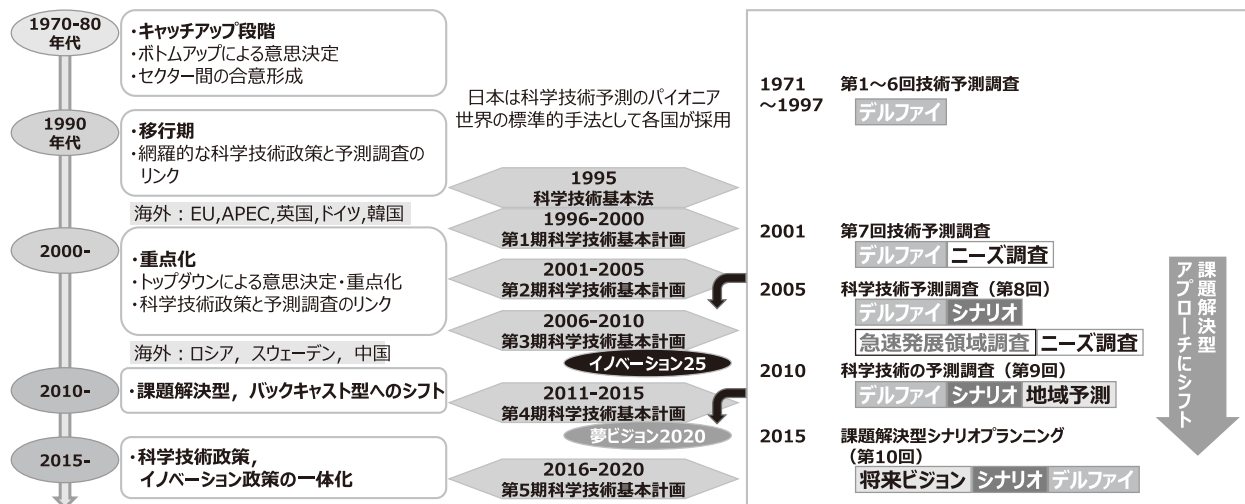 1970-80
年代
・キャッチアップ段階
・ボトムアップによる意思決定
・セクター間の合意形成
1990
年代
・移行期
・網羅的な科学技術政策と予測調査の
リンク
海外：EU,APEC,英国,ドイツ,韓国
2000-
・重点化
・トップダウンによる意思決定・重点化
・科学技術政策と予測調査のリンク
海外：ロシア，スウェーデン，中国
2010-
・課題解決型，バックキャスト型へのシフト
2015-
・科学技術政策，
イノベーション政策の一体化
日本は科学技術予測のパイオニア
世界の標準的手法として各国が採用
1995
科学技術基本法
1996-2000
第1期科学技術基本計画
2001-2005
第2期科学技術基本計画
2006-2010
第3期科学技術基本計画
イノベーション25
2011-2015
第4期科学技術基本計画
夢ビジョン2020
2016-2020
第5期科学技術基本計画
1971 第1～6回技術予測調査
～1997
デルファイ
2001 第7回技術予測調査
デルファイ ニーズ調査
2005 科学技術予測調査（第8回）
デルファイ シナリオ
急速発展領域調査 ニーズ調査
2010 科学技術の予測調査（第9回）
デルファイ シナリオ 地域予測
2015 課題解決型シナリオプランニング
（第10回）
将来ビジョン シナリオ デルファイ
課題解決型
アプローチにシフト